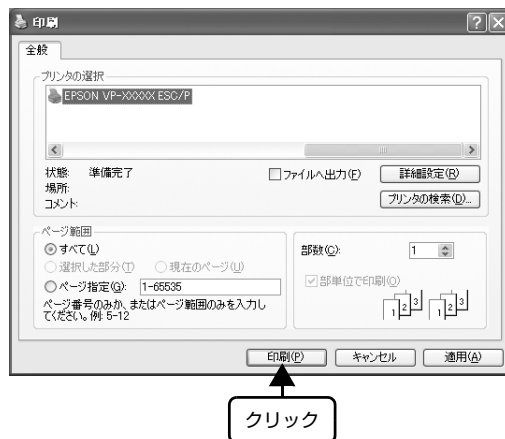 印刷
全般
プリンタの選択
EPSON VP-XXXXX ESC/P
状態: 準備完了
場所:
コメント:
ファイルへ出力(F)
詳細設定(R)
プリンタの検索(D)...
ページ範囲
すべて(L)
選択した部分(T) 現在のページ(U)
ページ指定(G): 1-65535
ページ番号のみか、またはページ範囲のみを入力し
てください。例: 5-12
部数(C): 1
部単位で印刷(O)
1 2 3 1 2 3
印刷(P) キャンセル 適用(A)
クリック